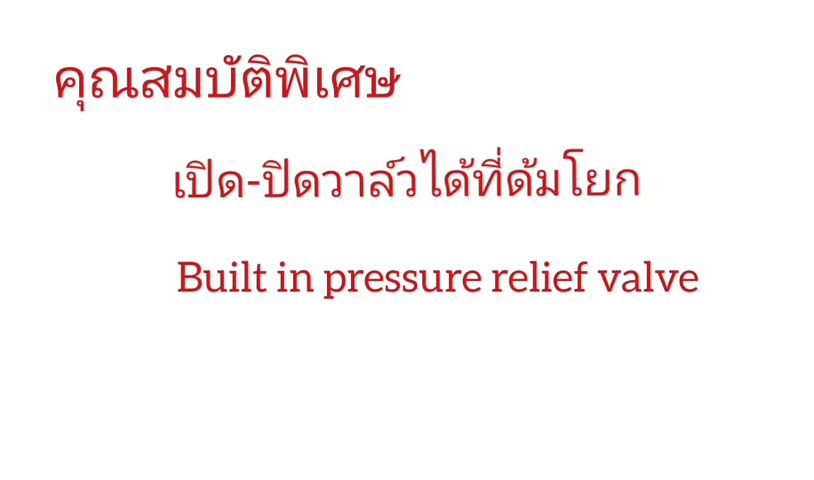 คุณสมบัติพิเศษ
เปิด-ปิดวาล์วได้ที่ด้มโยก
Built in pressure relief valve